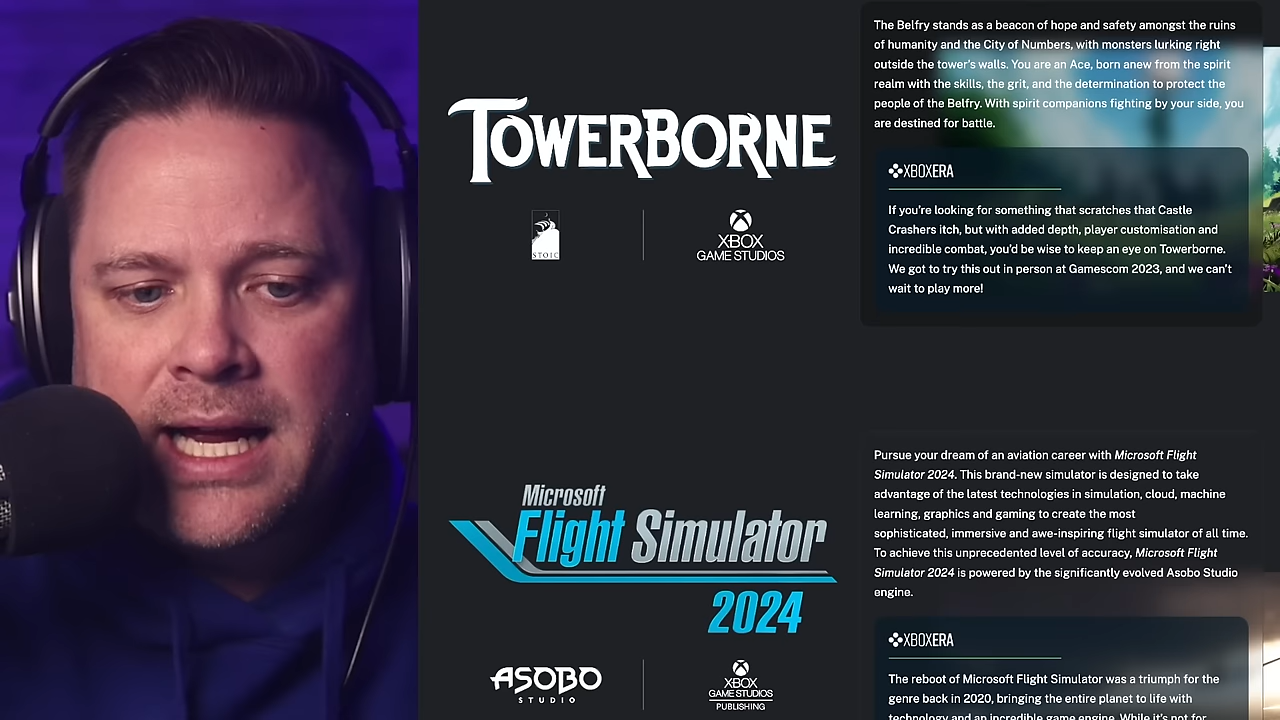 The Belfry stands as a beacon of hope and safety amongst the ruins
of humanity and the City of Numbers, with monsters lurking right
outside the tower's walls. You are an Ace, born anew from the spirit
realm with the skills, the grit, and the determination to protect the
people of the Belfry. With spirit companions fighting by your side, you
are destined for battle.
TOWERBORNE
STOIC
XBOX
GAME STUDIOS
XBOXERA
If you're looking for something that scratches that Castle
Crashers itch, but with added depth, player customisation and
incredible combat, you'd be wise to keep an eye on Towerborne.
We got to try this out in person at Gamescom 2023, and we can't
wait to play more!
Microsoft
Flight Simulator
2024
ASOBO
STUDIO
XBOX
GAME STUDIOS
PUBLISHING
Pursue your dream of an aviation career with Microsoft Flight
Simulator 2024. This brand-new simulator is designed to take
advantage of the latest technologies in simulation, cloud, machine
learning, graphics and gaming to create the most
sophisticated, immersive and awe-inspiring flight simulator of all time.
To achieve this unprecedented level of accuracy, Microsoft Flight
Simulator 2024 is powered by the significantly evolved Asobo Studio
engine.
XBOXERA
The reboot of Microsoft Flight Simulator was a triumph for the
genre back in 2020, bringing the entire planet to life with
technology and an incredible game engine. While it's not for